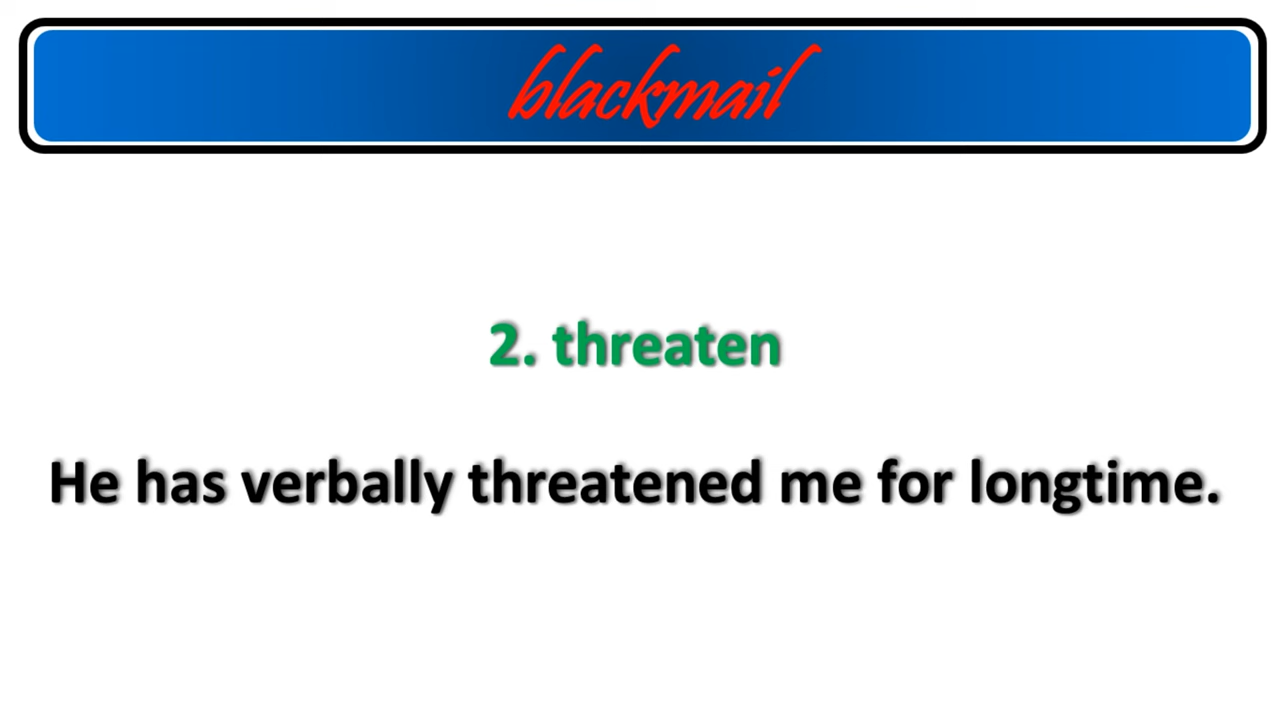 blackmail
2. threaten
He has verbally threatened me for longtime.